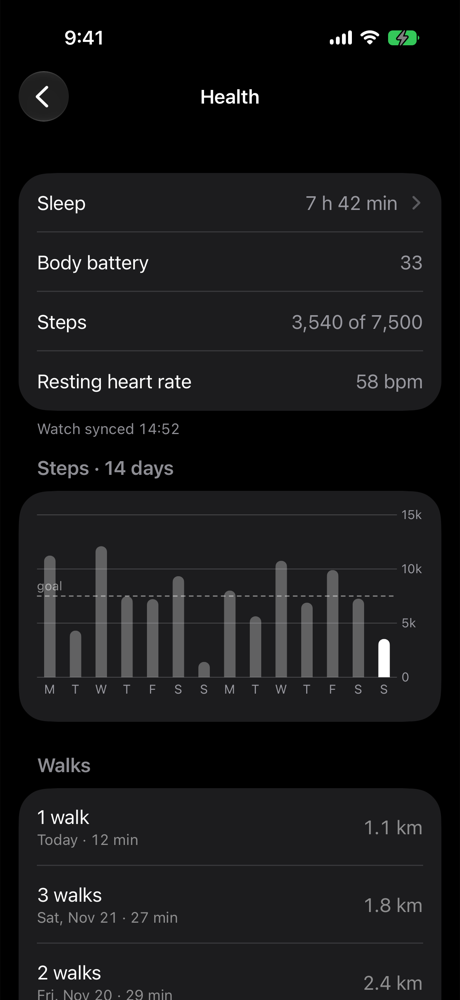 9:41
Health
Sleep 7 h 42 min
Body battery 33
Steps 3,540 of 7,500
Resting heart rate 58 bpm
Watch synced 14:52
Steps · 14 days
15k
10k
goal
5k
0
M T W T F S S M T W T F S S
Walks
1 walk
Today · 12 min
1.1 km
3 walks
Sat, Nov 21 · 27 min
1.8 km
2 walks
Fri, Nov 20 · 29 min
2.4 km